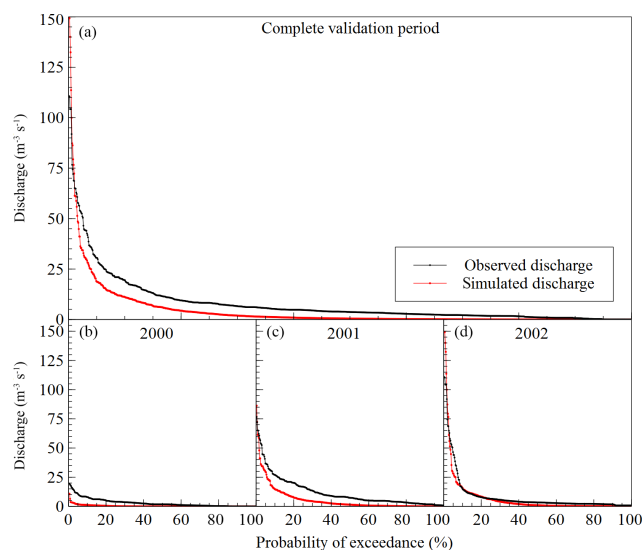 (a) Complete validation period
150
125
100
75
50
25
0
Discharge (m⁻³ s⁻¹)
Observed discharge
Simulated discharge
(b) 2000
(c) 2001
(d) 2002
150
125
100
75
50
25
0
Discharge (m⁻³ s⁻¹)
0 20 40 60 80 100
20 40 60 80 100
20 40 60 80 100
Probability of exceedance (%)